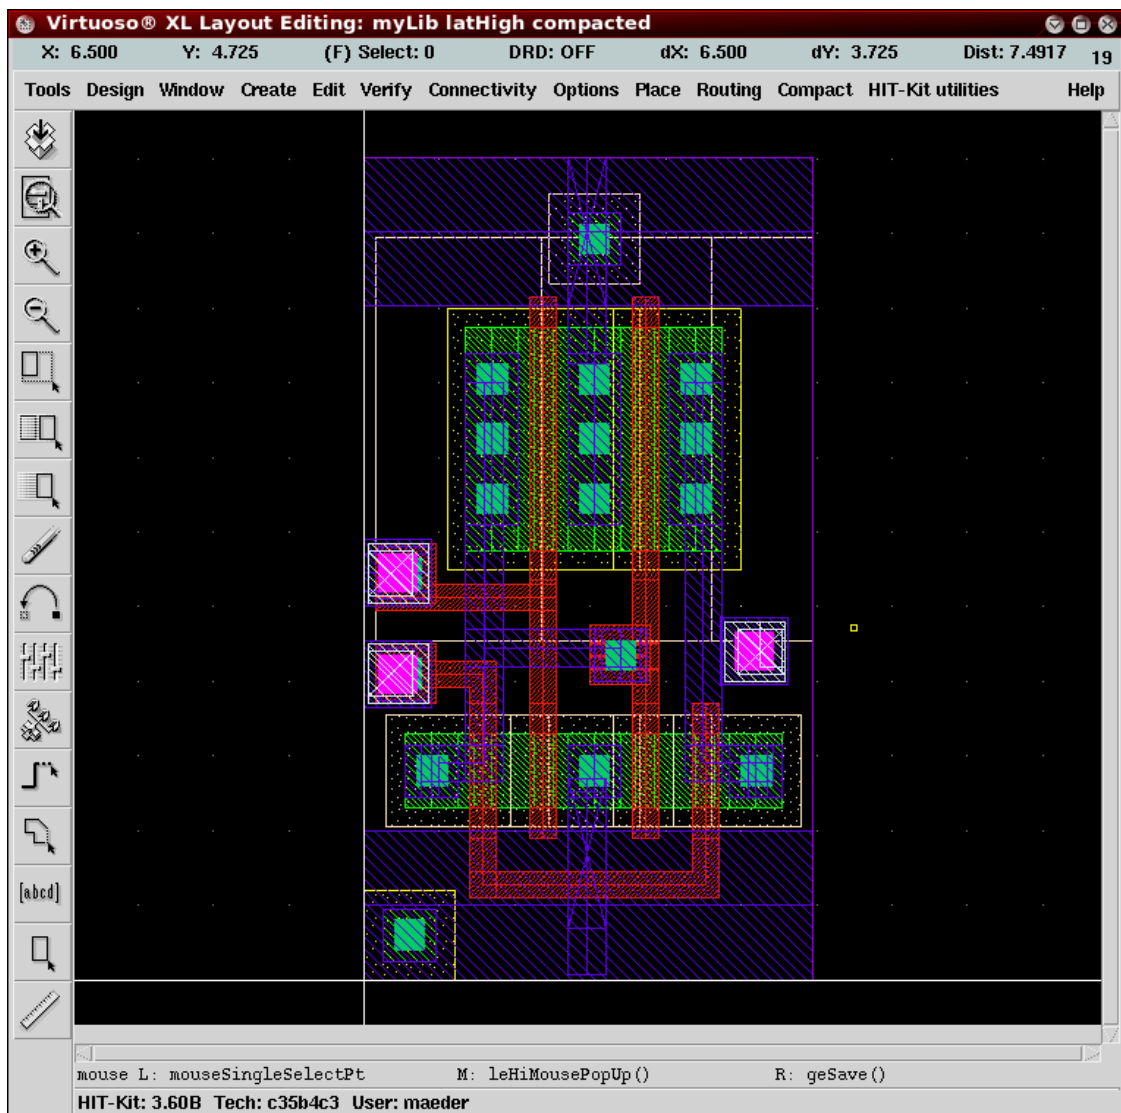 Virtuoso® XL Layout Editing: myLib latHigh compacted
X: 6.500 Y: 4.725 (F) Select: 0 DRD: OFF dX: 6.500 dY: 3.725 Dist: 7.4917 19
Tools Design Window Create Edit Verify Connectivity Options Place Routing Compact HIT-Kit utilities Help
[abcd]
mouse L: mouseSingleSelectPt M: leHiMousePopUp() R: geSave()
HIT-Kit: 3.60B Tech: c35b4c3 User: maeder